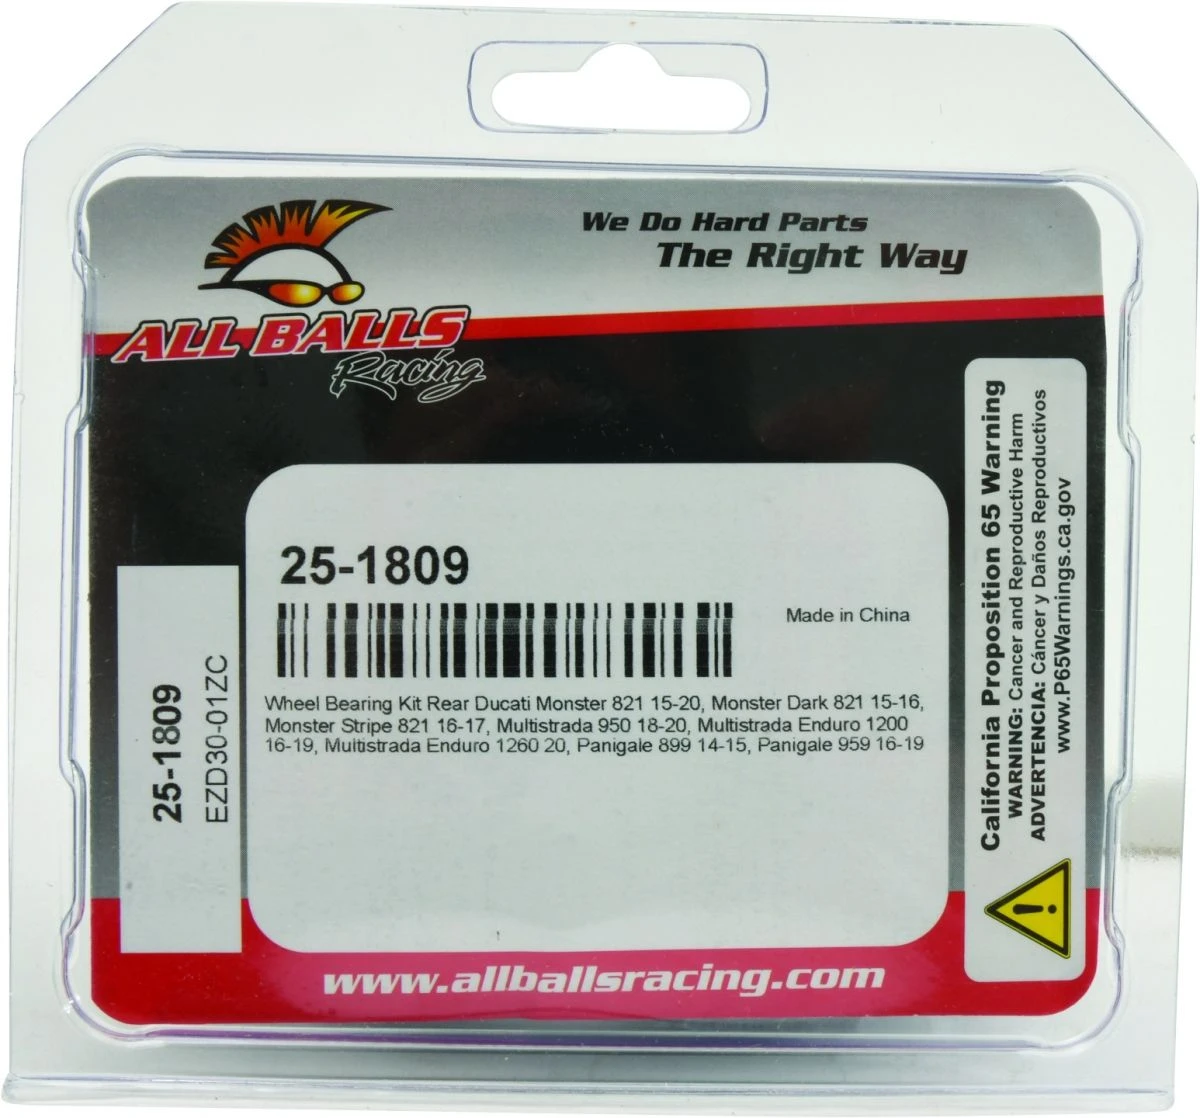 We Do Hard Parts
The Right Way
ALL BALLS
Racing
25-1809
Made in China
Wheel Bearing Kit Rear Ducati Monster 821 15-20, Monster Dark 821 15-16,
Monster Stripe 821 16-17, Multistrada 950 18-20, Multistrada Enduro 1200
16-19, Multistrada Enduro 1260 20, Panigale 899 14-15, Panigale 959 16-19
25-1809
EZD30-01ZC
California Proposition 65 Warning
WARNING: Cancer and Reproductive Harm
ADVERTENCIA: Cáncer y Daños Reproductivos
www.P65Warnings.ca.gov
!
www.allballsracing.com